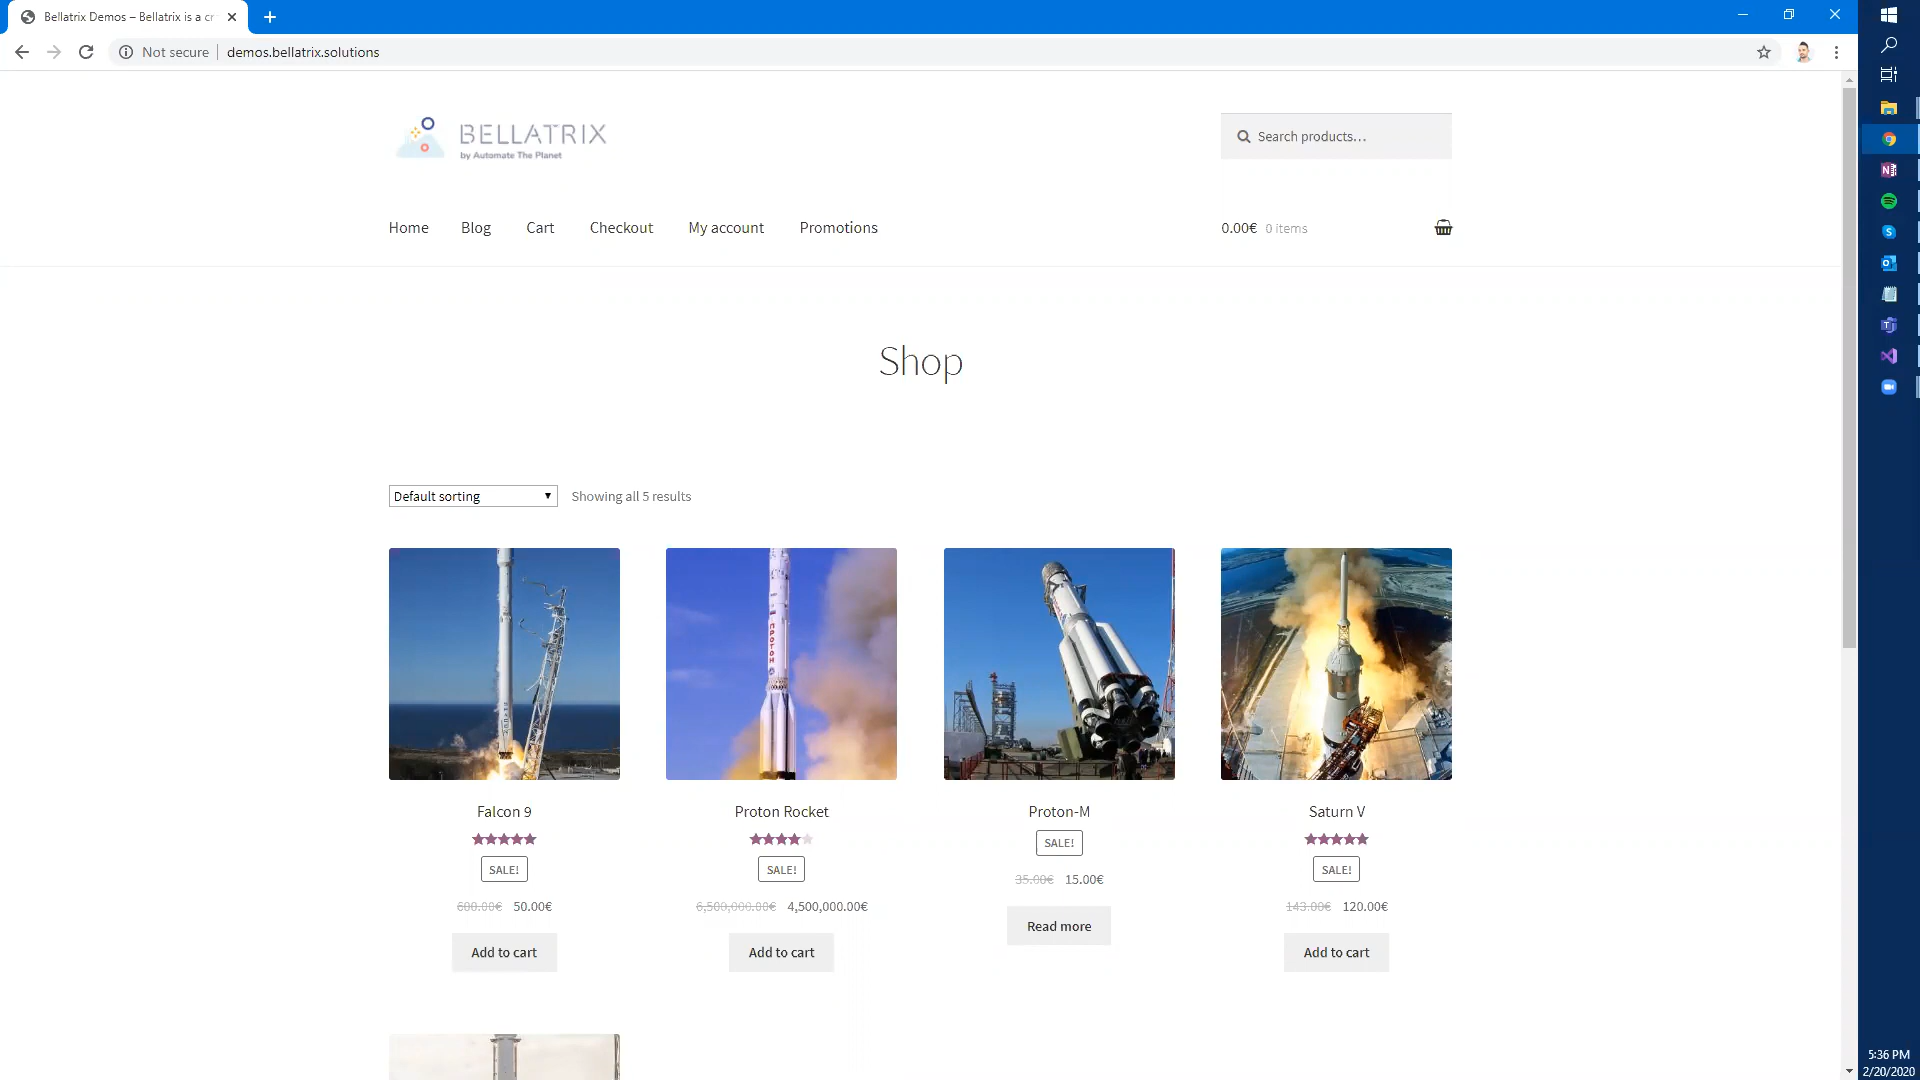 Bellatrix Demos – Bellatrix is a cr
Not secure
demos.bellatrix.solutions
BELLATRIX
by Automate The Planet
Search products…
Home Blog Cart Checkout My account Promotions
0.00€ 0 items
Shop
Default sorting
Showing all 5 results
ПРОТОН
Falcon 9
SALE!
600.00€ 50.00€
Add to cart
Proton Rocket
SALE!
6,500,000.00€ 4,500,000.00€
Add to cart
Proton-M
SALE!
35.00€ 15.00€
Read more
Saturn V
SALE!
143.00€ 120.00€
Add to cart
5:36 PM
2/20/2020